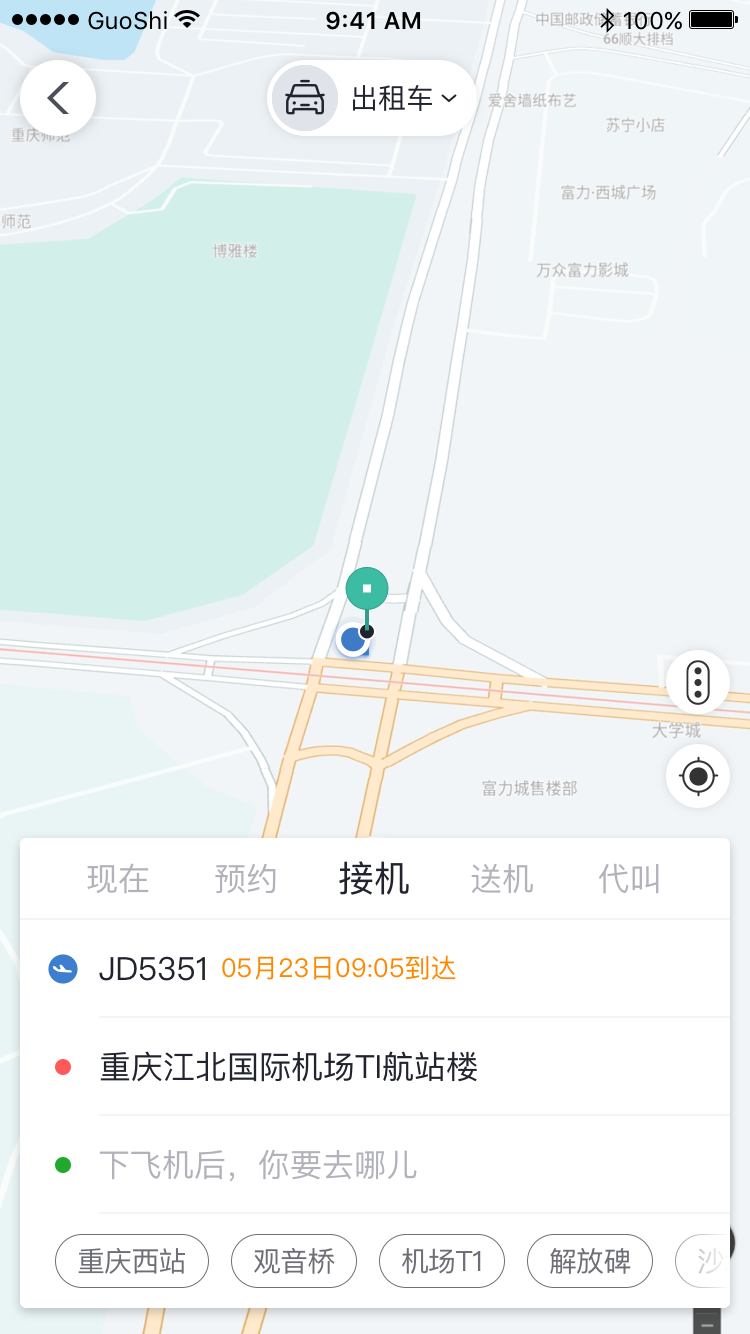 GuoShi 9:41 AM 100%
中国邮政储蓄银行
66顺大排档
出租车
爱舍墙纸布艺
苏宁小店
重庆师范
富力·西城广场
师范
博雅楼
万众富力影城
大学城
富力城售楼部
现在 预约 接机 送机 代叫
JD5351 05月23日09:05到达
重庆江北国际机场TI航站楼
下飞机后，你要去哪儿
重庆西站 观音桥 机场T1 解放碑 沙